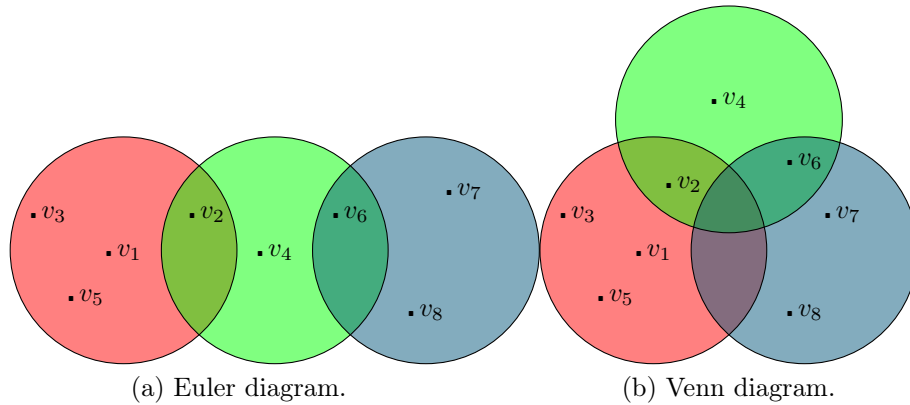 v3
v1
v5
v2
v4
v6
v7
v8
(a) Euler diagram.
v4
v6
v2
v3
v7
v1
v5
v8
(b) Venn diagram.